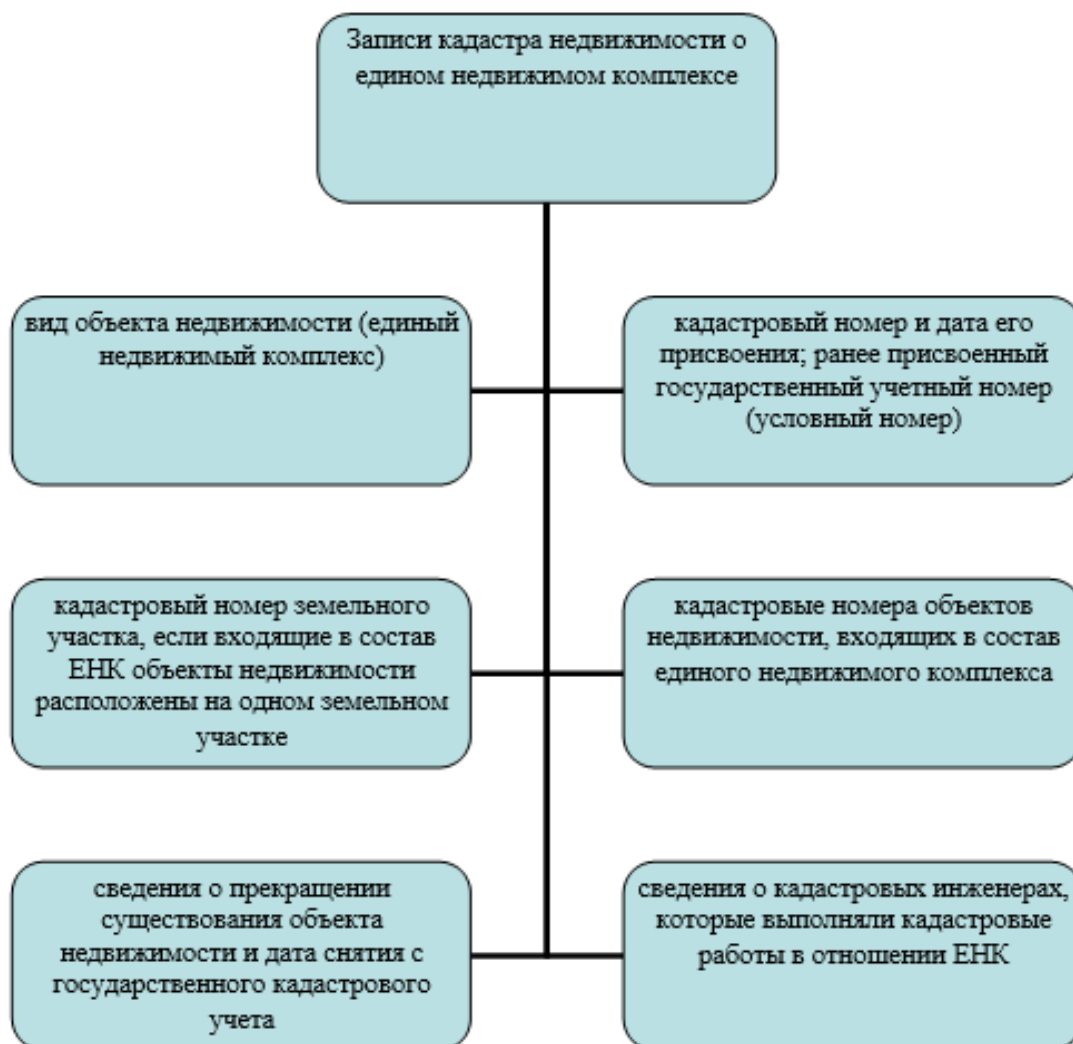 Записи кадастра недвижимости о
едином недвижимом комплексе
вид объекта недвижимости (единый
недвижимый комплекс)
кадастровый номер и дата его
присвоения; ранее присвоенный
государственный учетный номер
(условный номер)
кадастровый номер земельного
участка, если входящие в состав
ЕНК объекты недвижимости
расположены на одном земельном
участке
кадастровые номера объектов
недвижимости, входящих в состав
единого недвижимого комплекса
сведения о прекращении
существования объекта
недвижимости и дата снятия с
государственного кадастрового
учета
сведения о кадастровых инженерах,
которые выполняли кадастровые
работы в отношении ЕНК